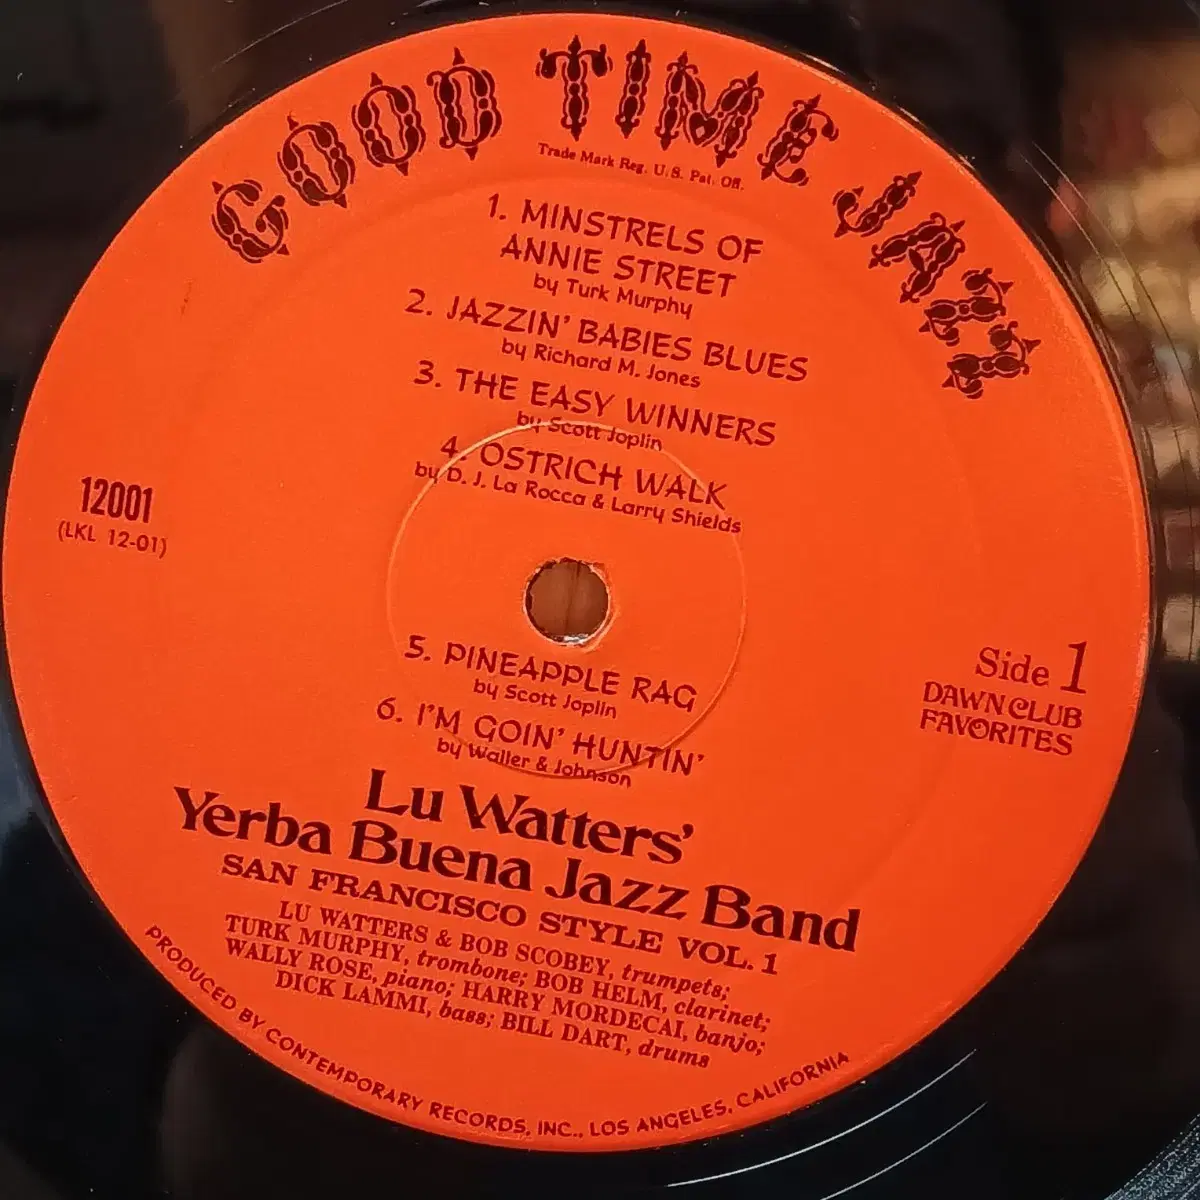 GOOD TIME JAZZ
Trade Mark Reg. U.S. Pat. Off.
1. MINSTRELS OF
ANNIE STREET
by Turk Murphy
2. JAZZIN' BABIES BLUES
by Richard M. Jones
3. THE EASY WINNERS
by Scott Joplin
4. OSTRICH WALK
by D. J. La Rocca & Larry Shields
12001
(LKL 12-01)
5. PINEAPPLE RAG
by Scott Joplin
6. I'M GOIN' HUNTIN'
by Waller & Johnson
Side 1
DAWN CLUB
FAVORITES
Lu Watters'
Yerba Buena Jazz Band
SAN FRANCISCO STYLE VOL. 1
LU WATTERS & BOB SCOBEY, trumpets;
TURK MURPHY, trombone; BOB HELM, clarinet;
WALLY ROSE, piano; HARRY MORDECAI, banjo;
DICK LAMMI, bass; BILL DART, drums
PRODUCED BY CONTEMPORARY RECORDS, INC., LOS ANGELES, CALIFORNIA